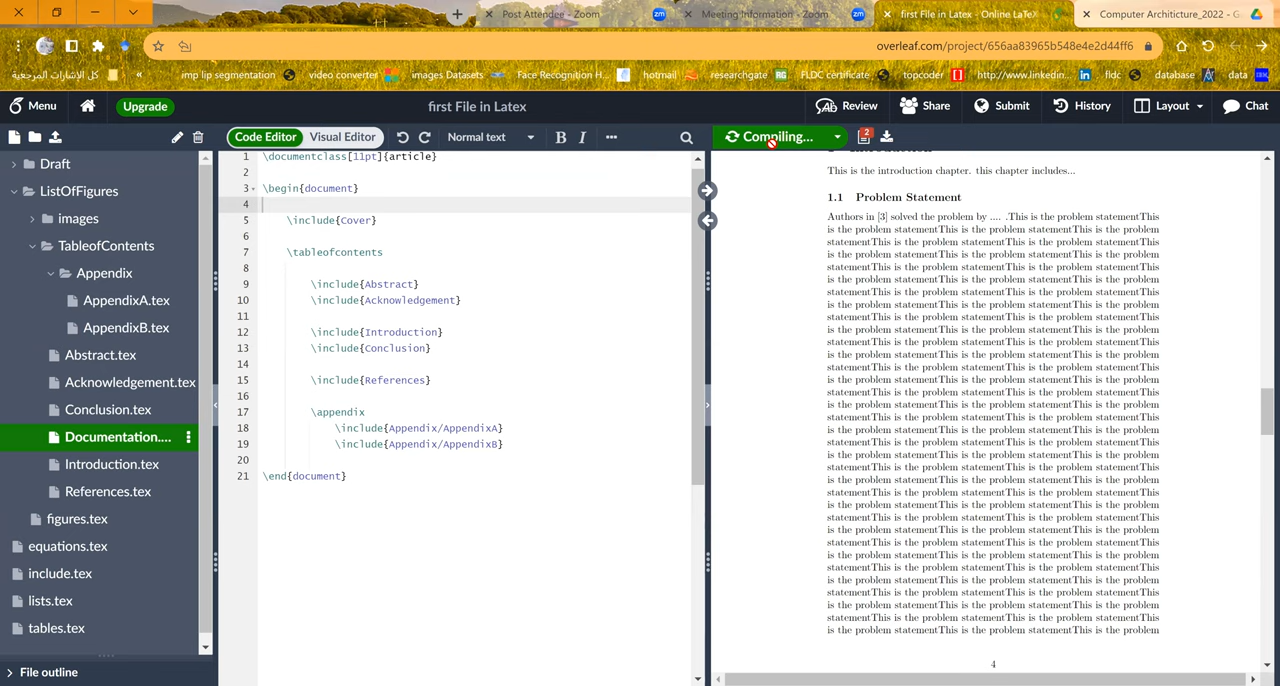 Post Attendee - Zoom
Meeting Information - Zoom
first File in Latex - Online LaTeX
Computer Architicture_2022 - G
overleaf.com/project/656aa83965b548e4e2d44ff6
كل الإشارات المرجعية
»
imp lip segmentation
video converter
images Datasets
Face Recognition H...
hotmail
researchgate
RG
FLDC certificate
topcoder
http://www.linkedin...
fldc
database
data
Menu
Upgrade
first File in Latex
Review
Share
Submit
History
Layout
Chat
Code Editor
Visual Editor
Normal text
B
I
Compiling...
2
Draft
ListOfFigures
images
TableofContents
Appendix
AppendixA.tex
AppendixB.tex
Abstract.tex
Acknowledgement.tex
Conclusion.tex
Documentation....
Introduction.tex
References.tex
figures.tex
equations.tex
include.tex
lists.tex
tables.tex
File outline
1 \documentclass[11pt]{article}
2
3 \begin{document}
4
5 \include{Cover}
6
7 \tableofcontents
8
9 \include{Abstract}
10 \include{Acknowledgement}
11
12 \include{Introduction}
13 \include{Conclusion}
14
15 \include{References}
16
17 \appendix
18 \include{Appendix/AppendixA}
19 \include{Appendix/AppendixB}
20
21 \end{document}
This is the introduction chapter. this chapter includes...
1.1 Problem Statement
Authors in [3] solved the problem by .... .This is the problem statementThis
is the problem statementThis is the problem statementThis is the problem
statementThis is the problem statementThis is the problem statementThis
is the problem statementThis is the problem statementThis is the problem
statementThis is the problem statementThis is the problem statementThis
is the problem statementThis is the problem statementThis is the problem
statementThis is the problem statementThis is the problem statementThis
is the problem statementThis is the problem statementThis is the problem
statementThis is the problem statementThis is the problem statementThis
is the problem statementThis is the problem statementThis is the problem
statementThis is the problem statementThis is the problem statementThis
is the problem statementThis is the problem statementThis is the problem
statementThis is the problem statementThis is the problem statementThis
is the problem statementThis is the problem statementThis is the problem
statementThis is the problem statementThis is the problem statementThis
is the problem statementThis is the problem statementThis is the problem
statementThis is the problem statementThis is the problem statementThis
is the problem statementThis is the problem statementThis is the problem
statementThis is the problem statementThis is the problem statementThis
is the problem statementThis is the problem statementThis is the problem
statementThis is the problem statementThis is the problem statementThis
is the problem statementThis is the problem statementThis is the problem
statementThis is the problem statementThis is the problem statementThis
is the problem statementThis is the problem statementThis is the problem
statementThis is the problem statementThis is the problem statementThis
is the problem statementThis is the problem statementThis is the problem
statementThis is the problem statementThis is the problem statementThis
is the problem statementThis is the problem statementThis is the problem
statementThis is the problem statementThis is the problem statementThis
is the problem statementThis is the problem statementThis is the problem
statementThis is the problem statementThis is the problem statementThis
is the problem statementThis is the problem statementThis is the problem
statementThis is the problem statementThis is the problem statementThis
is the problem statementThis is the problem statementThis is the problem
4